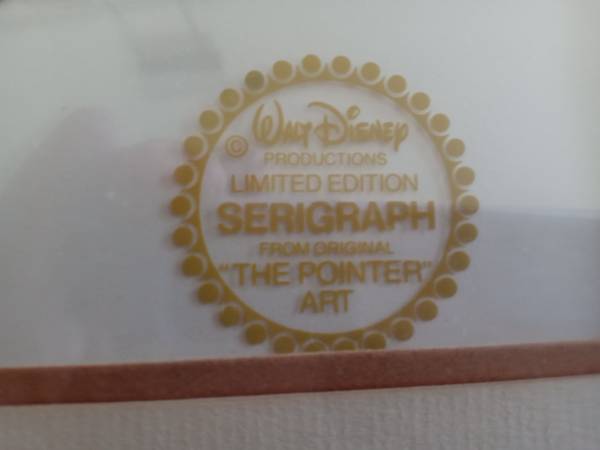 © Walt Disney
PRODUCTIONS
LIMITED EDITION
SERIGRAPH
FROM ORIGINAL
"THE POINTER"
ART